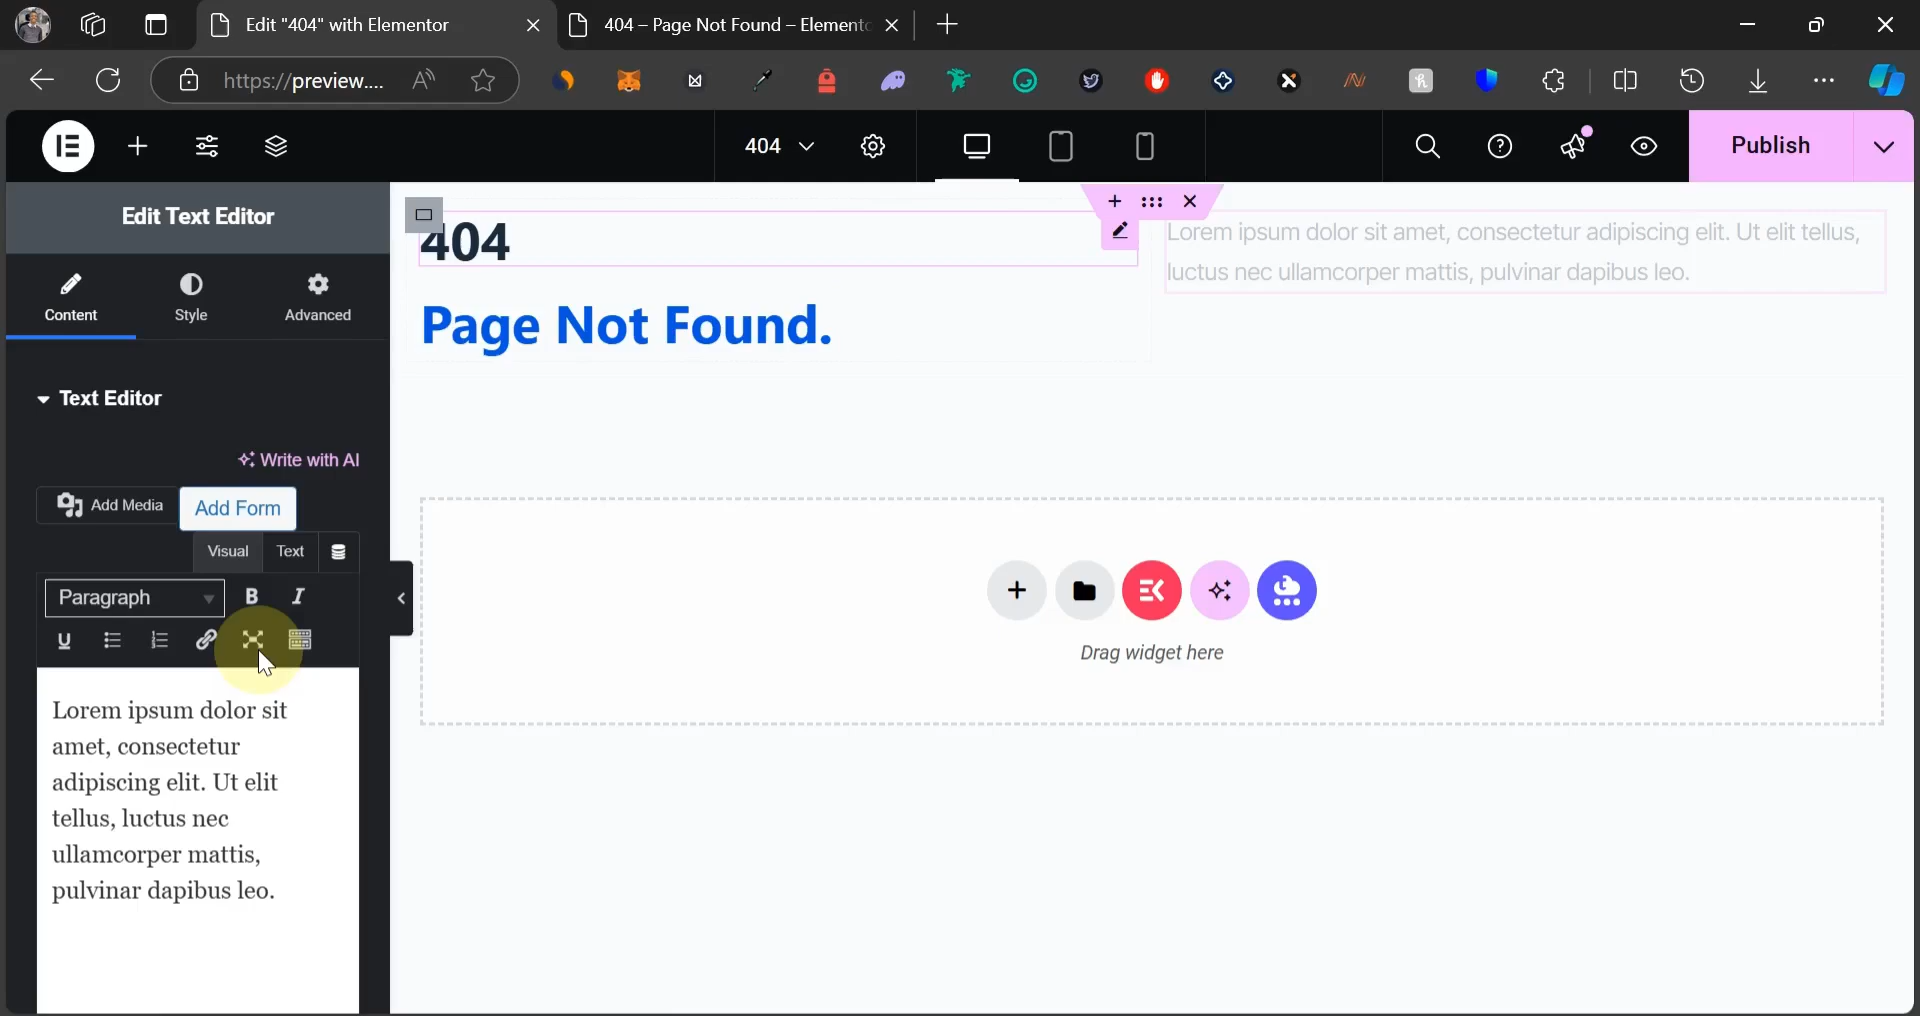 Edit "404" with Elementor
404 – Page Not Found – Elemento
https://preview....
404
Publish
Edit Text Editor
Content
Style
Advanced
Text Editor
Write with AI
Add Media
Add Form
Visual
Text
Paragraph
B
I
U
Lorem ipsum dolor sit
amet, consectetur
adipiscing elit. Ut elit
tellus, luctus nec
ullamcorper mattis,
pulvinar dapibus leo.
404
Page Not Found.
Lorem ipsum dolor sit amet, consectetur adipiscing elit. Ut elit tellus,
luctus nec ullamcorper mattis, pulvinar dapibus leo.
Drag widget here